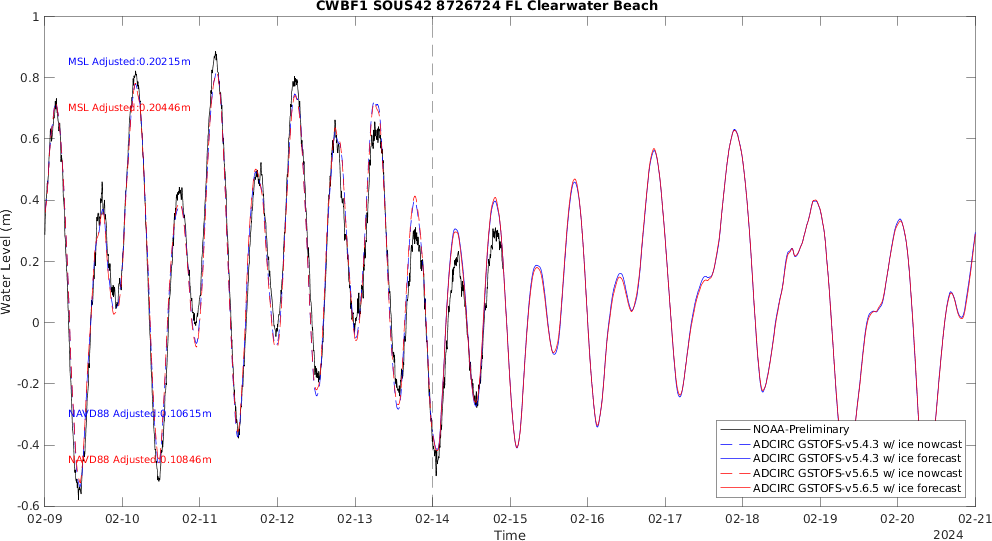 CWBF1 SOUS42 8726724 FL Clearwater Beach
Water Level (m)
1
0.8
0.6
0.4
0.2
0
-0.2
-0.4
-0.6
MSL Adjusted:0.20215m
MSL Adjusted:0.20446m
NAVD88 Adjusted:0.10615m
NAVD88 Adjusted:0.10846m
NOAA-Preliminary
ADCIRC GSTOFS-v5.4.3 w/ ice nowcast
ADCIRC GSTOFS-v5.4.3 w/ ice forecast
ADCIRC GSTOFS-v5.6.5 w/ ice nowcast
ADCIRC GSTOFS-v5.6.5 w/ ice forecast
02-09 02-10 02-11 02-12 02-13 02-14 02-15 02-16 02-17 02-18 02-19 02-20 02-21
Time
2024